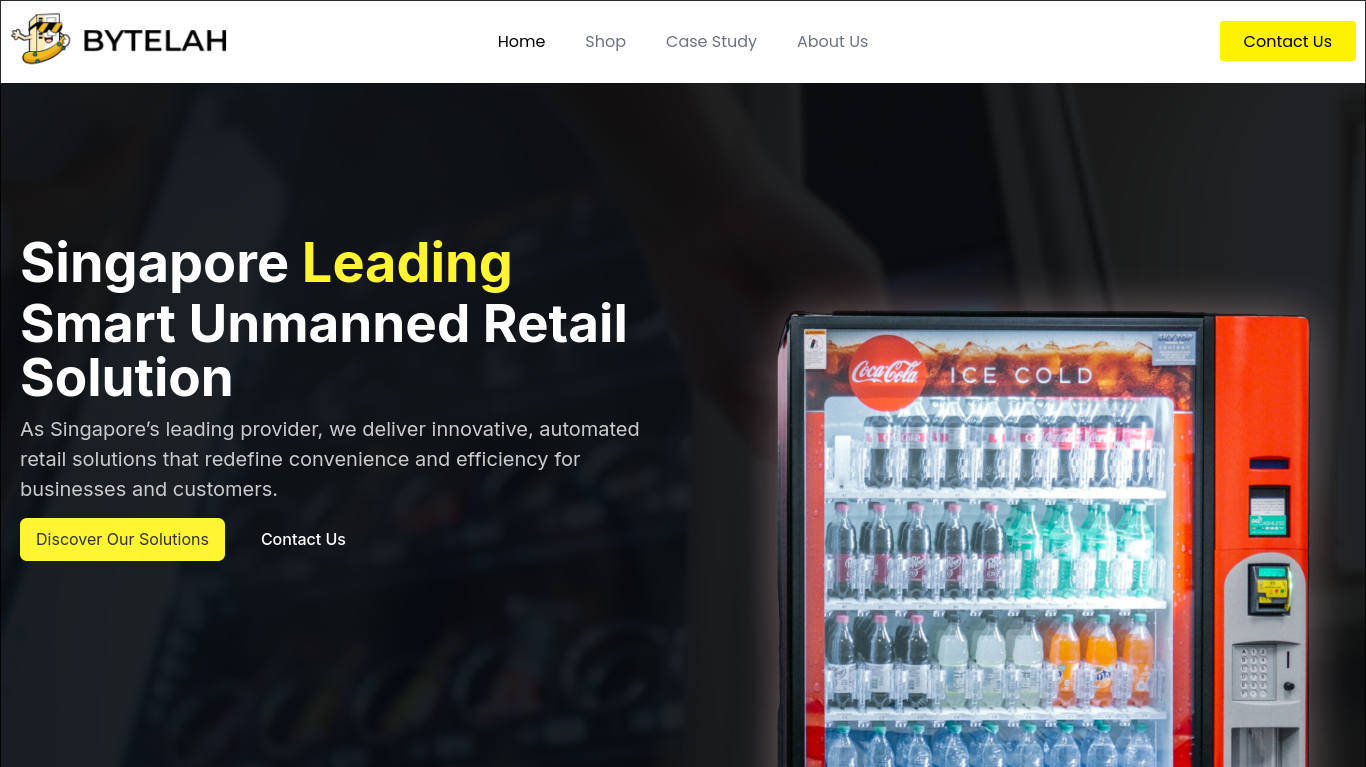 BYTELAH
Home
Shop
Case Study
About Us
Contact Us
Singapore Leading
Smart Unmanned Retail
Solution
As Singapore’s leading provider, we deliver innovative, automated
retail solutions that redefine convenience and efficiency for
businesses and customers.
Discover Our Solutions
Contact Us
Coca-Cola
ICE COLD